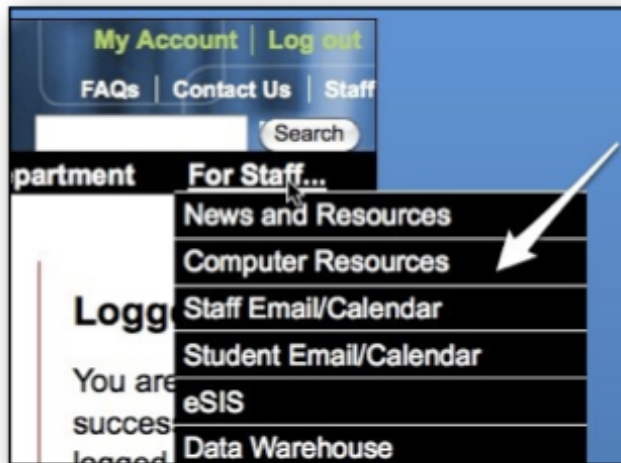 My Account | Log out
FAQs | Contact Us | Staff
Search
partment For Staff...
News and Resources
Computer Resources
Logg Staff Email/Calendar
Student Email/Calendar
You are
eSIS
succes
Data Warehouse
logged